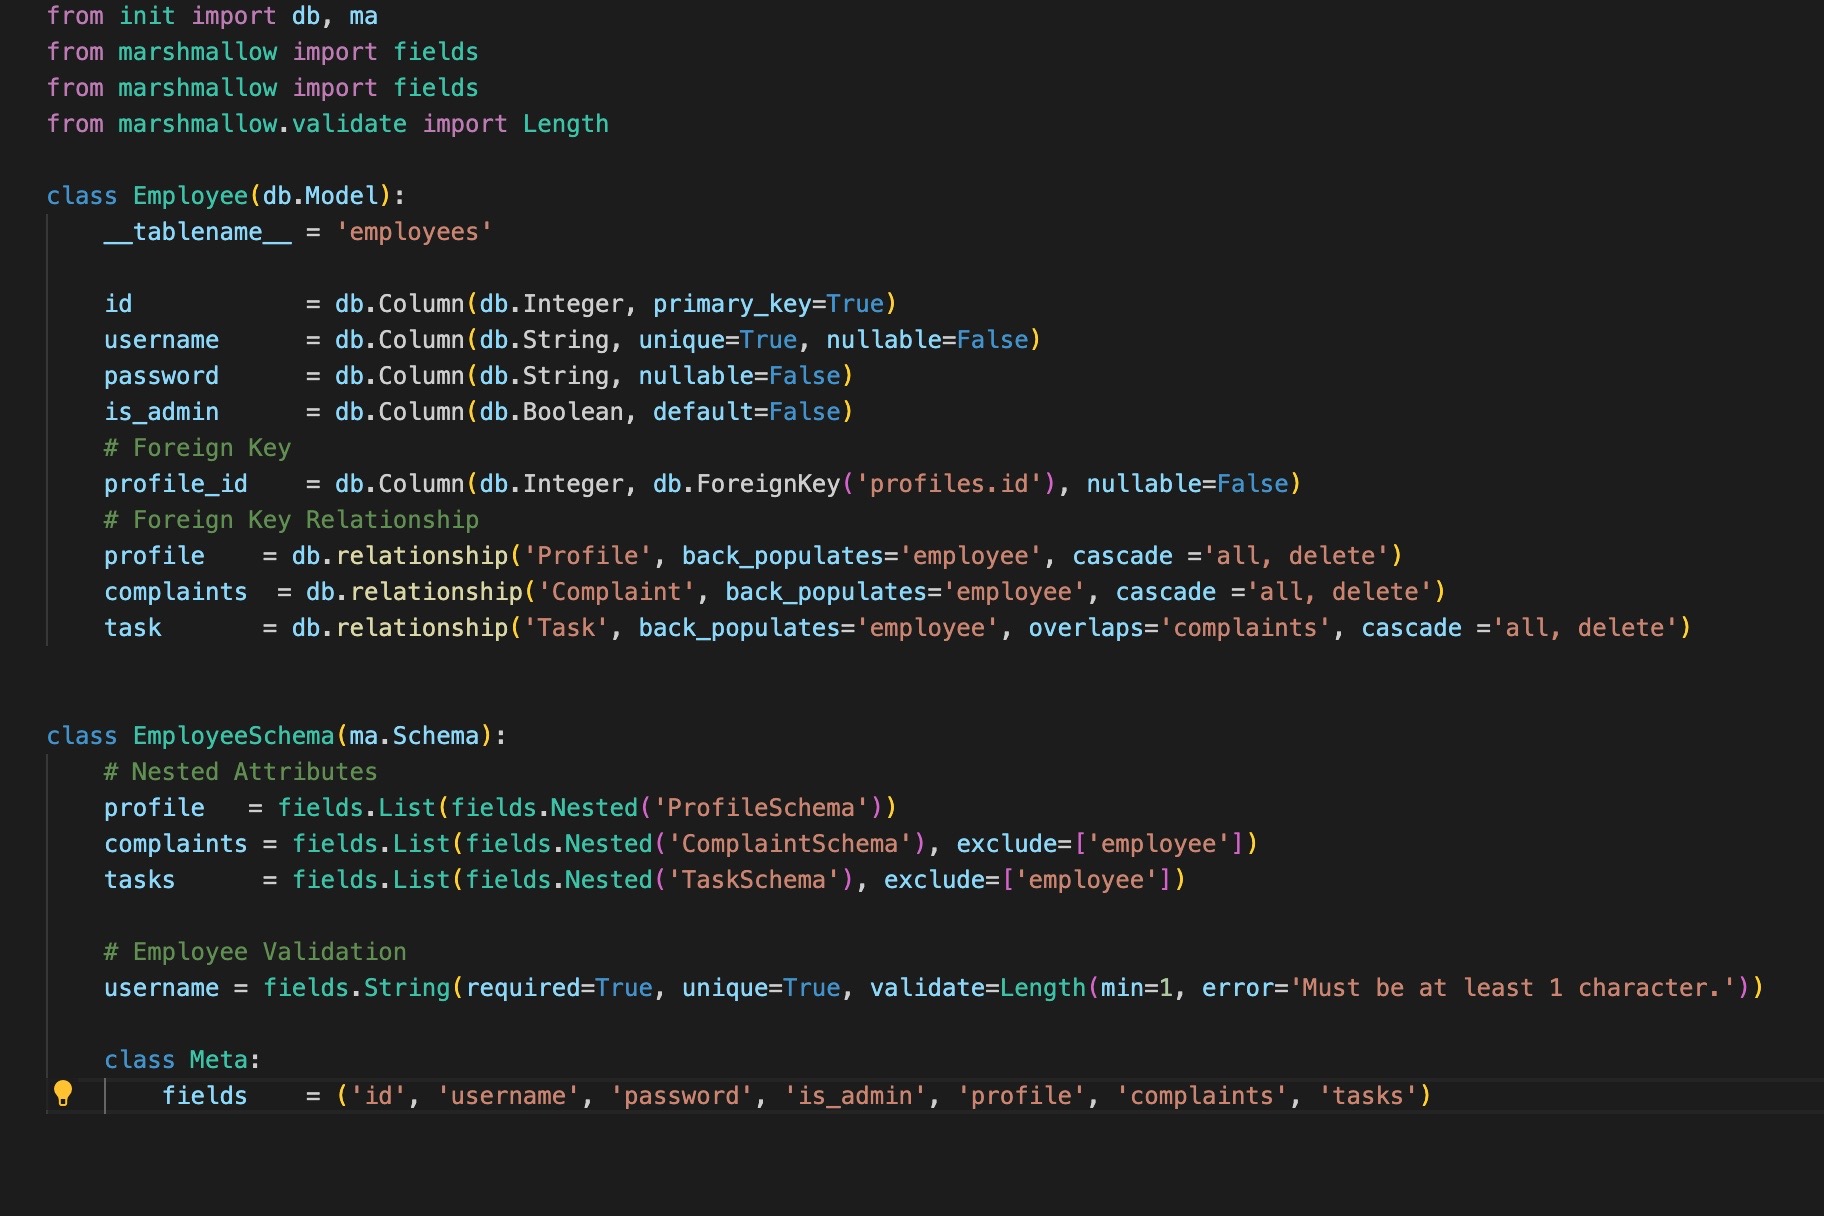 from init import db, ma
from marshmallow import fields
from marshmallow import fields
from marshmallow.validate import Length

class Employee(db.Model):
    __tablename__ = 'employees'

    id            = db.Column(db.Integer, primary_key=True)
    username      = db.Column(db.String, unique=True, nullable=False)
    password      = db.Column(db.String, nullable=False)
    is_admin      = db.Column(db.Boolean, default=False)
    # Foreign Key
    profile_id    = db.Column(db.Integer, db.ForeignKey('profiles.id'), nullable=False)
    # Foreign Key Relationship
    profile    = db.relationship('Profile', back_populates='employee', cascade ='all, delete')
    complaints  = db.relationship('Complaint', back_populates='employee', cascade ='all, delete')
    task       = db.relationship('Task', back_populates='employee', overlaps='complaints', cascade ='all, delete')


class EmployeeSchema(ma.Schema):
    # Nested Attributes
    profile   = fields.List(fields.Nested('ProfileSchema'))
    complaints = fields.List(fields.Nested('ComplaintSchema'), exclude=['employee'])
    tasks      = fields.List(fields.Nested('TaskSchema'), exclude=['employee'])

    # Employee Validation
    username = fields.String(required=True, unique=True, validate=Length(min=1, error='Must be at least 1 character.'))

    class Meta:
        fields    = ('id', 'username', 'password', 'is_admin', 'profile', 'complaints', 'tasks')